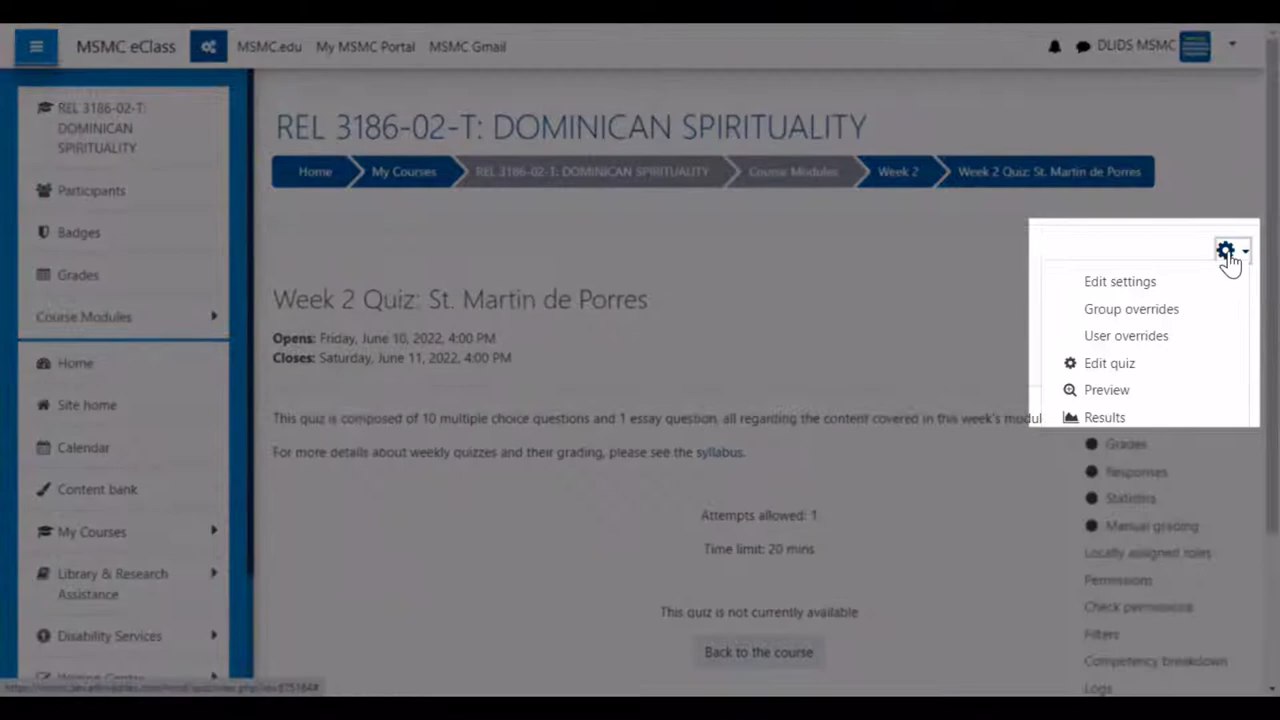 MSMC eClass
MSMC.edu My MSMC Portal MSMC Gmail
DLIDS MSMC
REL 3186-02-T:
DOMINICAN
SPIRITUALITY
Participants
Badges
Grades
Course Modules
Home
Site home
Calendar
Content bank
My Courses
Library & Research
Assistance
Disability Services
Writing Center
REL 3186-02-T: DOMINICAN SPIRITUALITY
Home My Courses REL 3186-02-T: DOMINICAN SPIRITUALITY Course Modules Week 2 Week 2 Quiz: St. Martin de Porres
Week 2 Quiz: St. Martin de Porres
Opens: Friday, June 10, 2022, 4:00 PM
Closes: Saturday, June 11, 2022, 4:00 PM
This quiz is composed of 10 multiple choice questions and 1 essay question, all regarding the content covered in this week's modul
For more details about weekly quizzes and their grading, please see the syllabus.
Attempts allowed: 1
Time limit: 20 mins
This quiz is not currently available
Back to the course
Edit settings
Group overrides
User overrides
Edit quiz
Preview
Results
Grades
Responses
Statistics
Manual grading
Locally assigned roles
Permissions
Check permissions
Filters
Competency breakdown
Logs